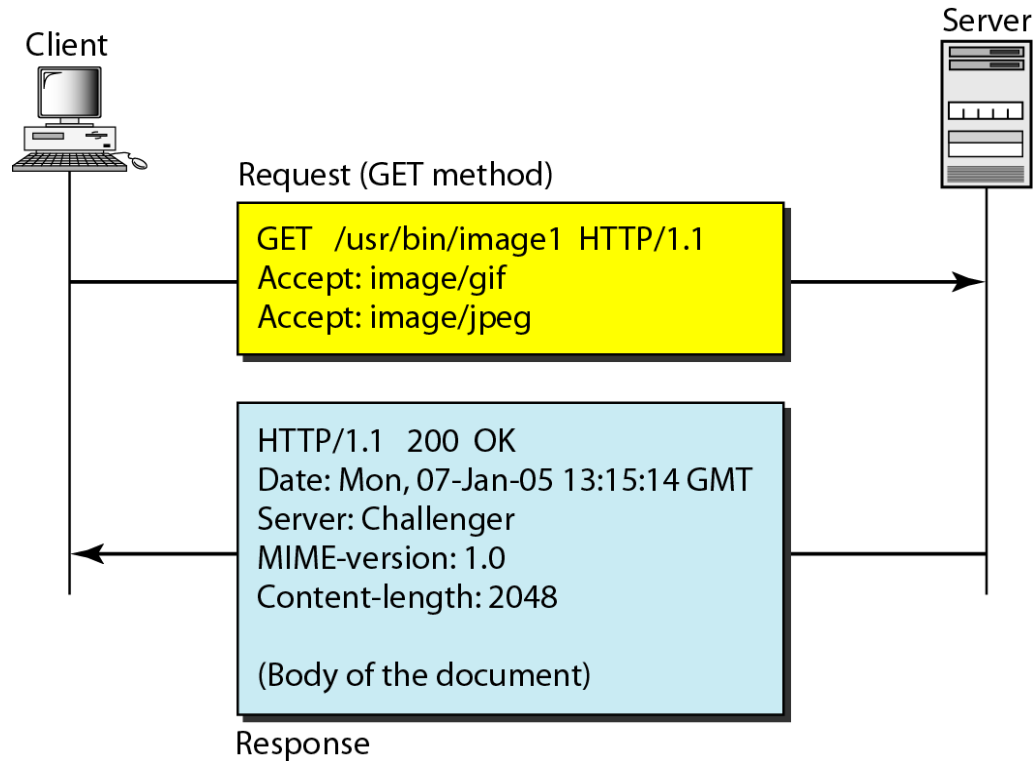 Client
Server
Request (GET method)
GET /usr/bin/image1 HTTP/1.1
Accept: image/gif
Accept: image/jpeg
HTTP/1.1 200 OK
Date: Mon, 07-Jan-05 13:15:14 GMT
Server: Challenger
MIME-version: 1.0
Content-length: 2048
(Body of the document)
Response